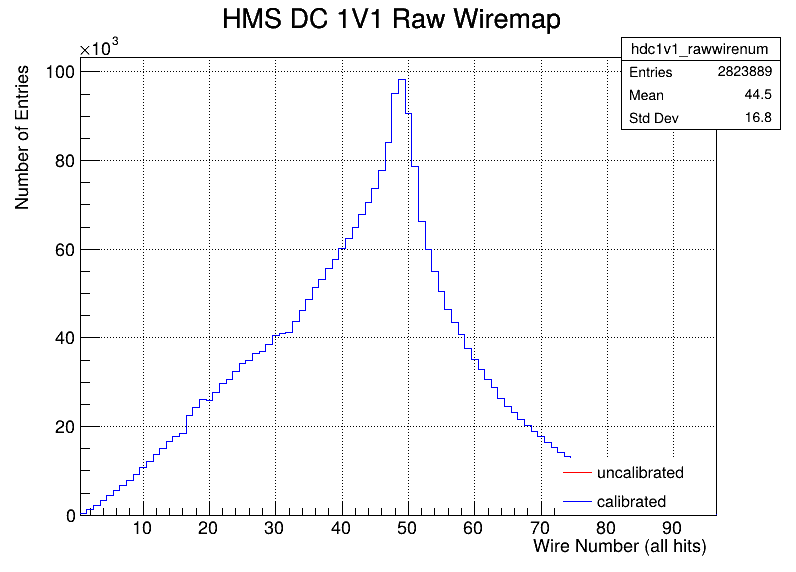 HMS DC 1V1 Raw Wiremap
×10³
hdc1v1_rawwirenum
Entries 2823889
Mean 44.5
Std Dev 16.8
Number of Entries
100
80
60
40
20
0
uncalibrated
calibrated
10 20 30 40 50 60 70 80 90
Wire Number (all hits)